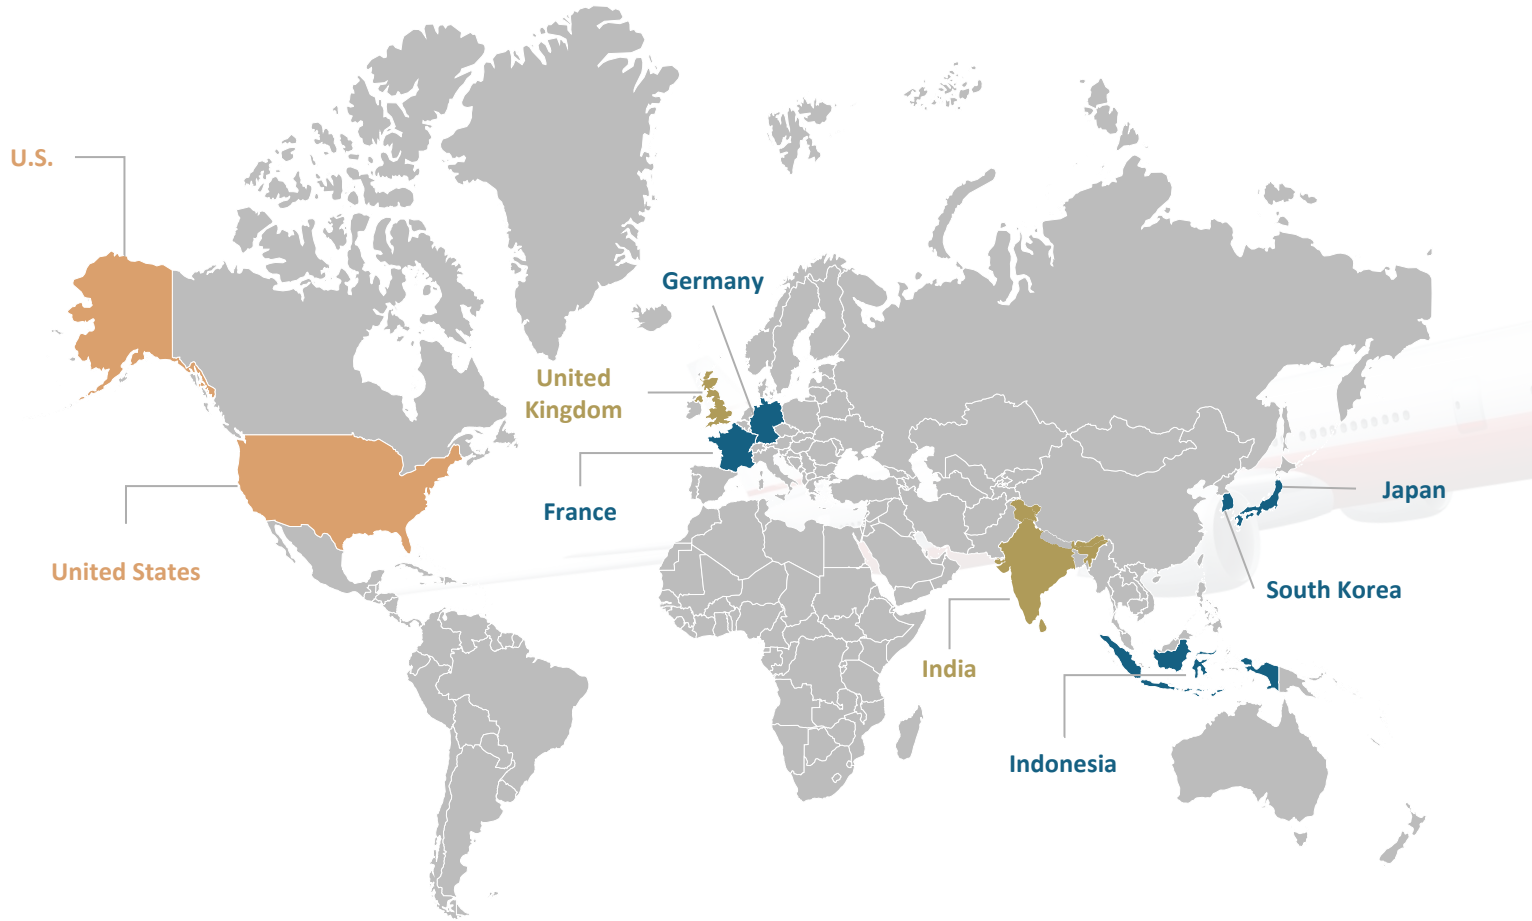 U.S.
Germany
United
Kingdom
Japan
France
United States
South Korea
India
Indonesia